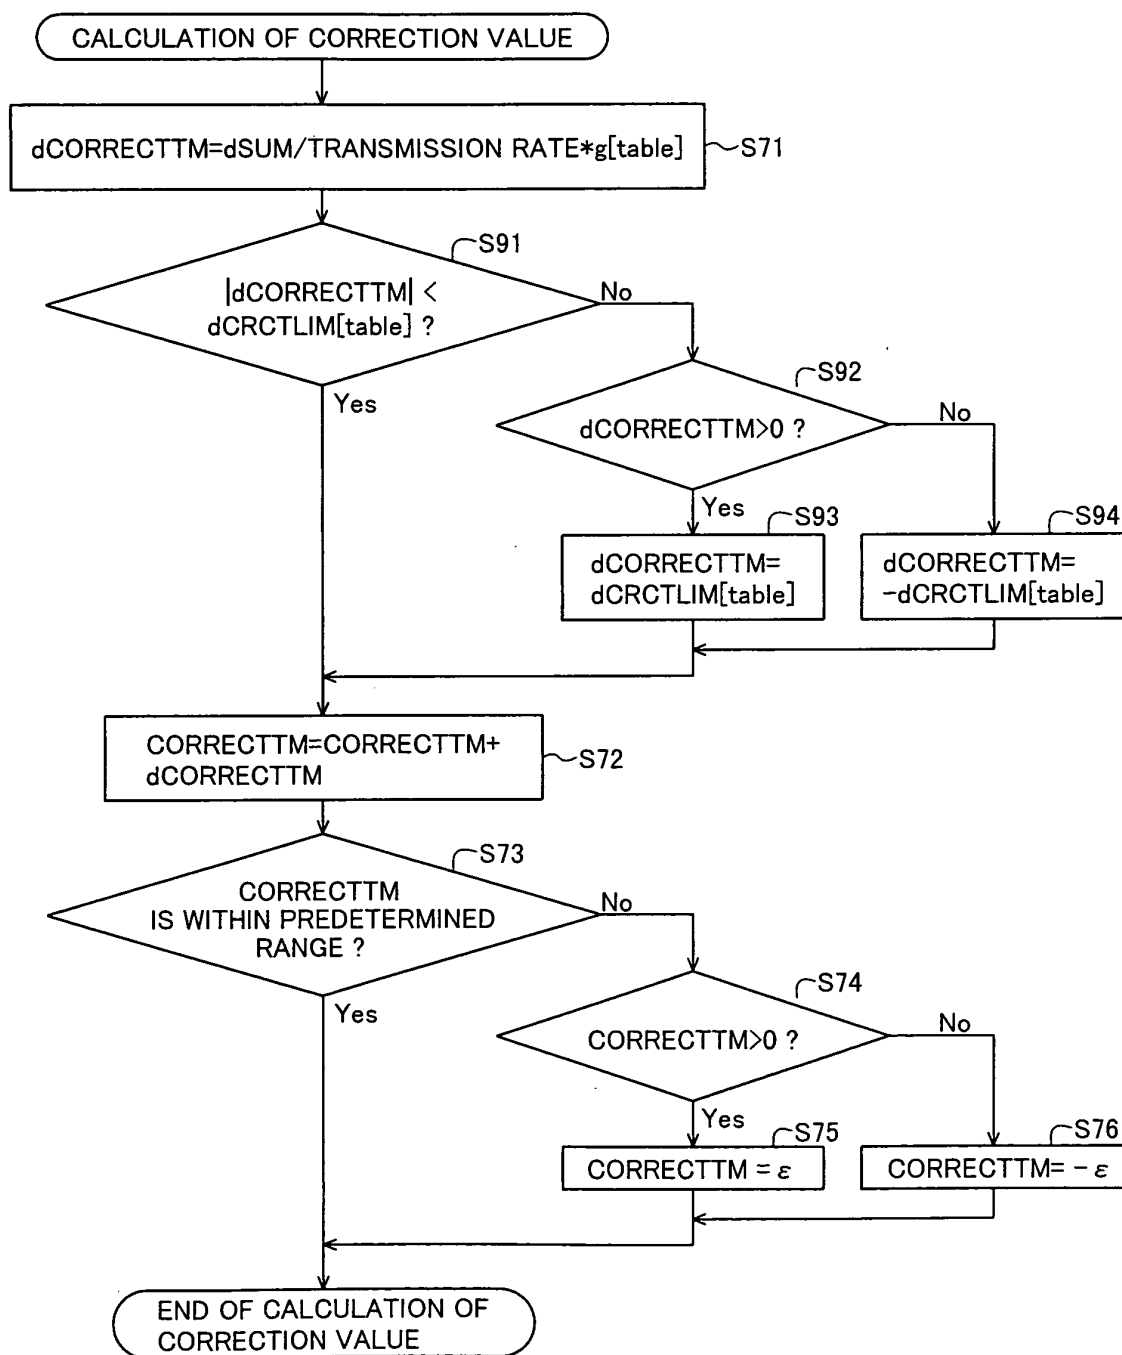 CALCULATION OF CORRECTION VALUE
dCORRECTTM=dSUM/TRANSMISSION RATE*g[table]
S71
S91
|dCORRECTTM| <
dCRCTLIM[table] ?
No
Yes
S92
dCORRECTTM>0 ?
No
Yes
S93
dCORRECTTM=
dCRCTLIM[table]
S94
dCORRECTTM=
-dCRCTLIM[table]
CORRECTTM=CORRECTTM+
dCORRECTTM
S72
S73
CORRECTTM
IS WITHIN PREDETERMINED
RANGE ?
No
Yes
S74
CORRECTTM>0 ?
No
Yes
S75
CORRECTTM = ε
S76
CORRECTTM= - ε
END OF CALCULATION OF
CORRECTION VALUE